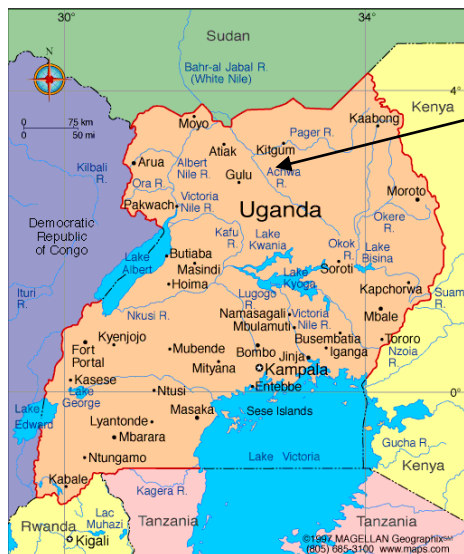 30°
34
Sudan
N
Bahr-al Jabal R.
(White Nile)
4°
Kenya
0 75
km
50 mi
Moyo
Kaabong
Pager R.
Kitgum
Atiak
Arua
Albert
Nile R.
Achwa
R.
Kilbali
R.
Ora R.
Gulu
Moroto
Pakwach
Victoria
Nile R.
Uganda
Okere
R.
Democratic
Republic
of Congo
Kafu
R.
Lake
Kwania
Okok
R.
Lake
Bisina
Butiaba
Lake
Albert
Masindi
Soroti
Hoima
Lake
Kyoga
Kapchorwa
Ituri
R.
Lugogo
R.
Suam
R.
Nkusi R.
Namasagali
Victoria
Nile R.
Mbale
Mbulamuti
Kyenjojo
Busembatia
Tororo
Fort
Portal
Mubende
Bombo
Jinja
Iganga
Nzoia
R.
Mityana
Kampala
Kasese
Entebbe
0°
Lake
George
Ntusi
Sese Islands
Lake
Edward
Masaka
Lyantonde
Mbarara
Gucha R.
Ntungamo
Lake Victoria
Kenya
Kabale
Kagera R.
Rwanda
Lac
Muhazi
Tanzania
Tanzania
Kigali
©1997 MAGELLAN Geographix℠
(805) 685-3100 www.maps.com